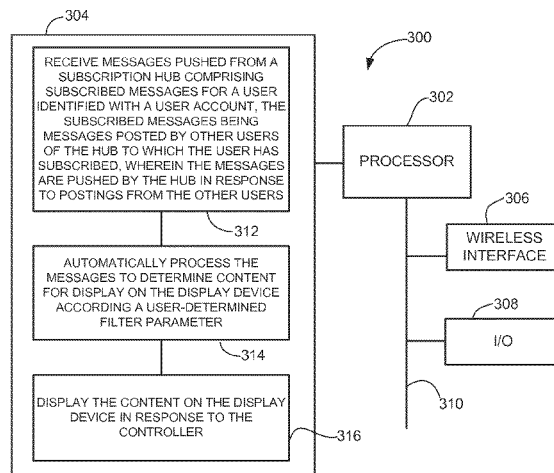 304
300
RECEIVE MESSAGES PUSHED FROM A
SUBSCRIPTION HUB COMPRISING
SUBSCRIBED MESSAGES FOR A USER
IDENTIFIED WITH A USER ACCOUNT, THE
SUBSCRIBED MESSAGES BEING
MESSAGES POSTED BY OTHER USERS
OF THE HUB TO WHICH THE USER HAS
SUBSCRIBED, WHEREIN THE MESSAGES
ARE PUSHED BY THE HUB IN RESPONSE
TO POSTINGS FROM THE OTHER USERS
312
302
PROCESSOR
306
WIRELESS
INTERFACE
AUTOMATICALLY PROCESS THE
MESSAGES TO DETERMINE CONTENT
FOR DISPLAY ON THE DISPLAY DEVICE
ACCORDING A USER-DETERMINED
FILTER PARAMETER
314
308
I/O
310
DISPLAY THE CONTENT ON THE DISPLAY
DEVICE IN RESPONSE TO THE
CONTROLLER
316